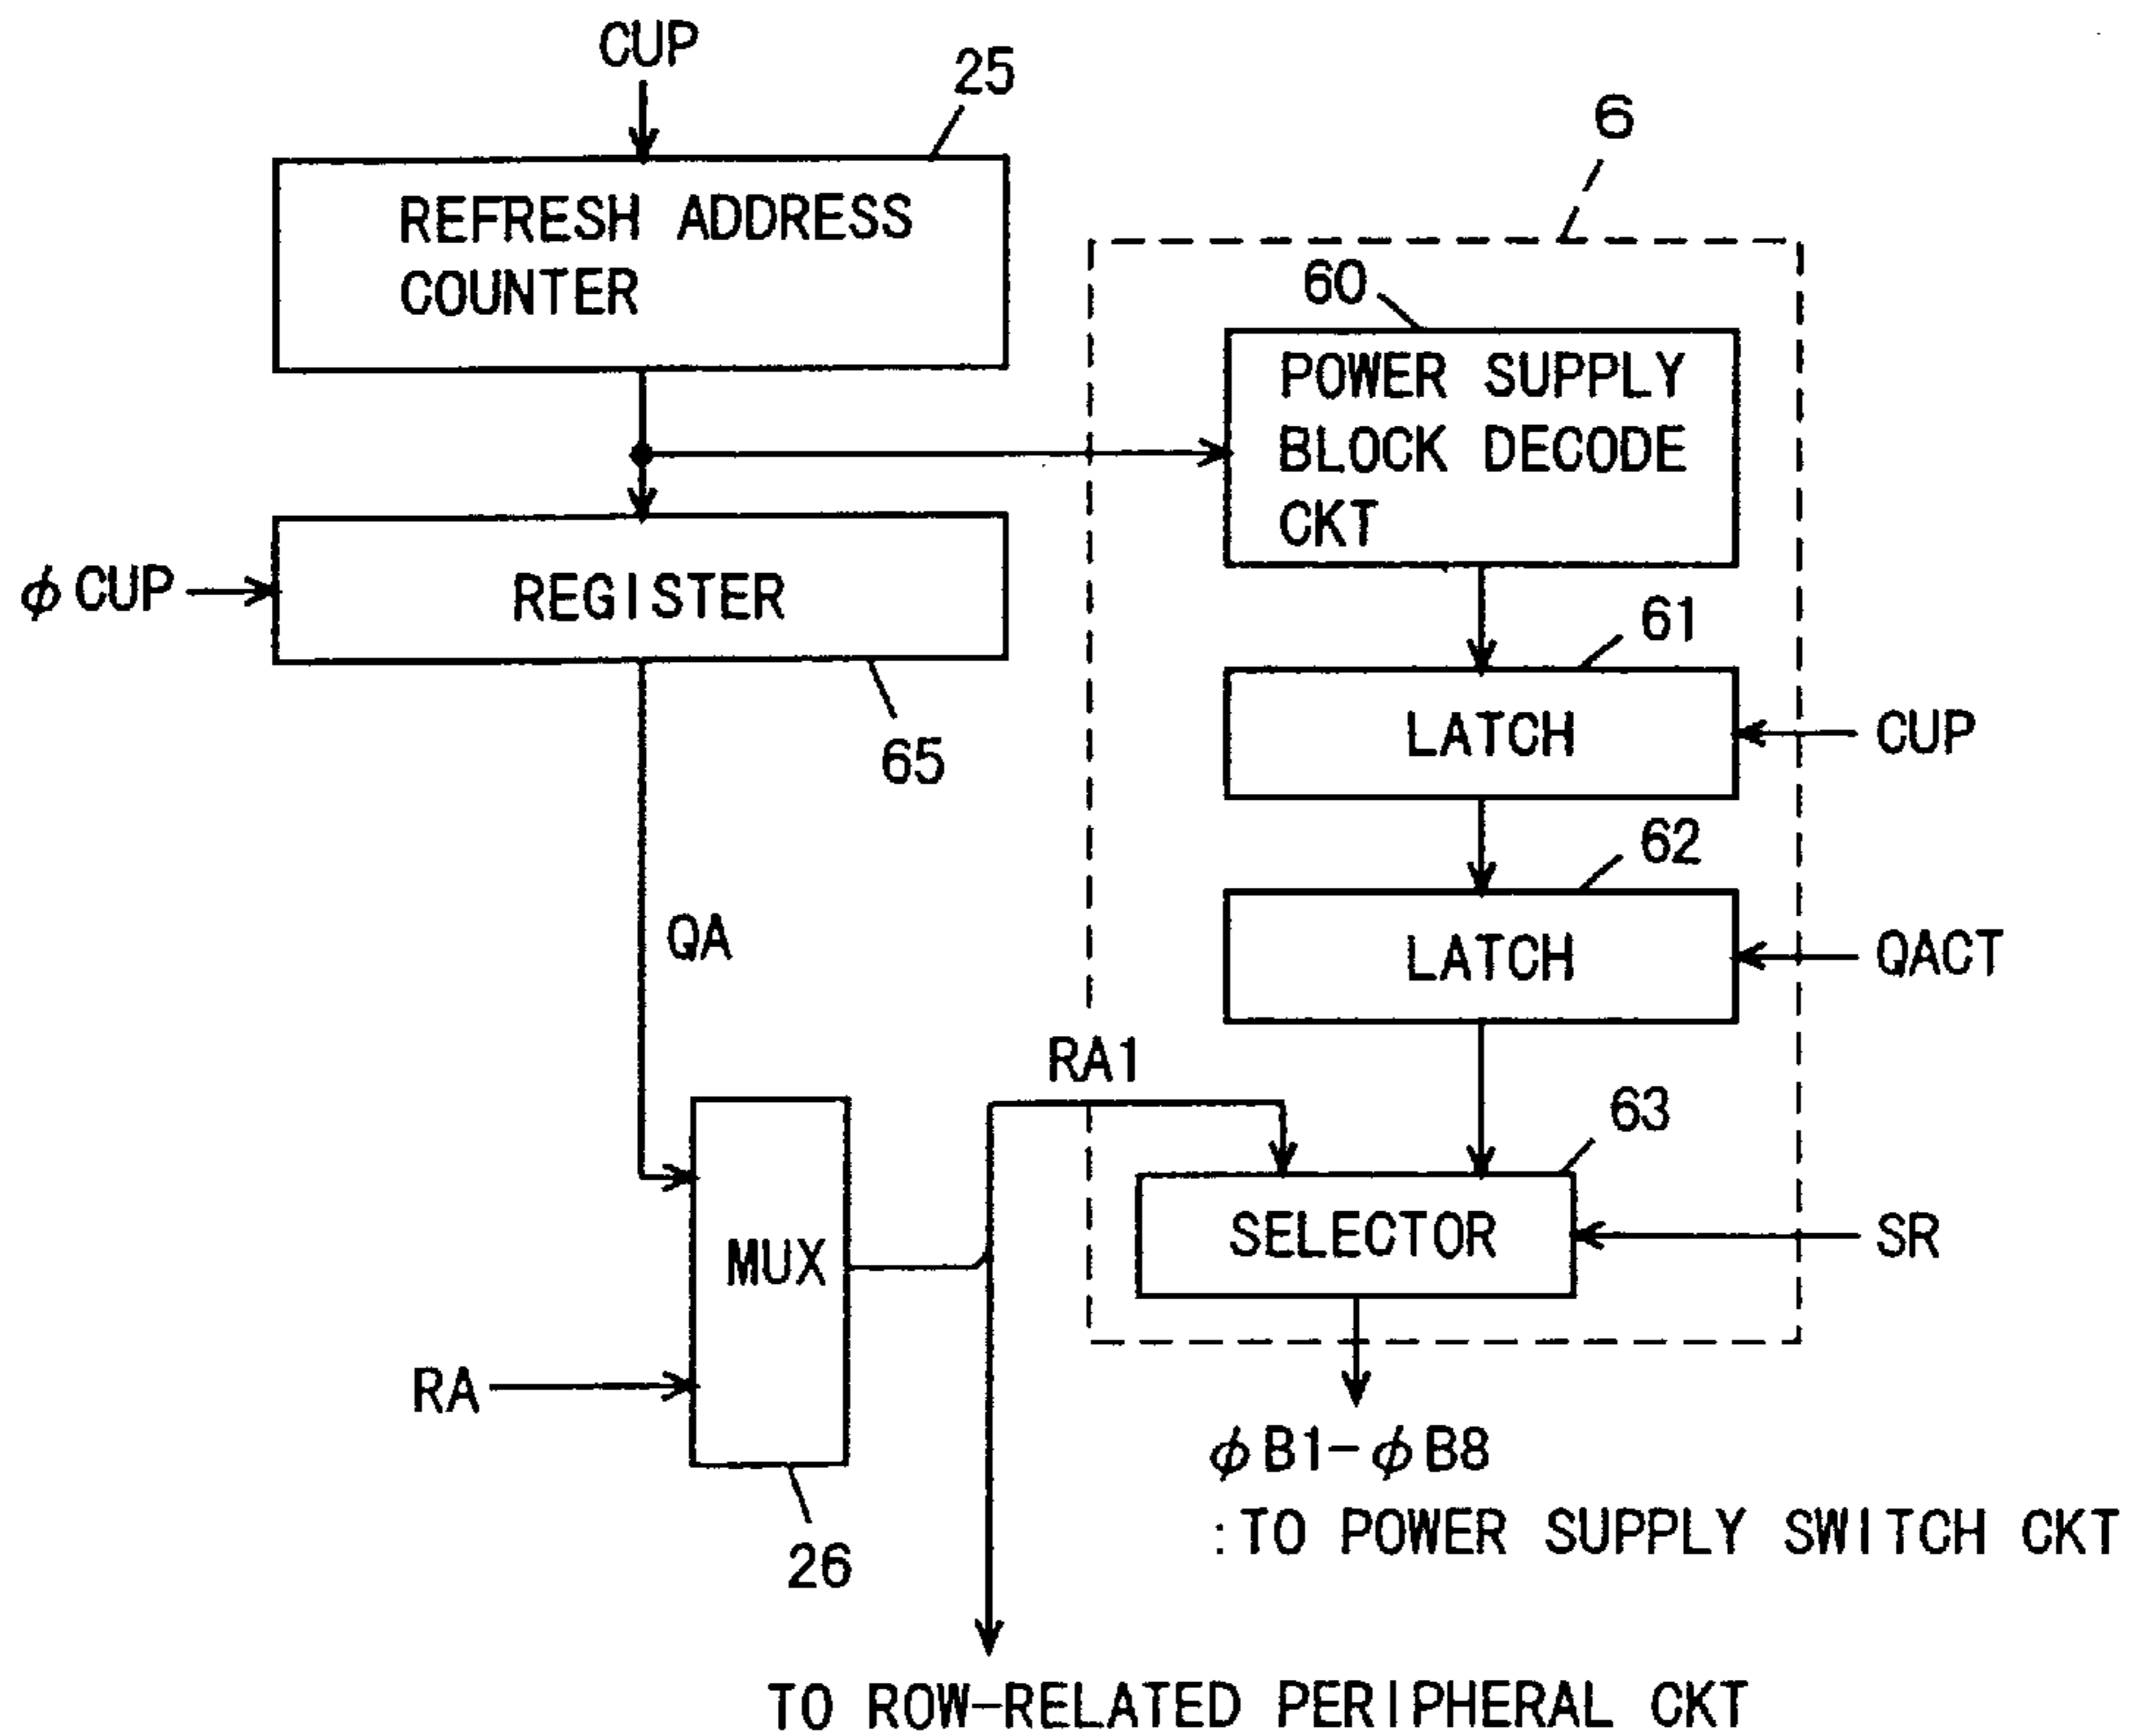 CUP
25
REFRESH ADDRESS
COUNTER
6
60
POWER SUPPLY
BLOCK DECODE
CKT
φCUP
REGISTER
65
61
LATCH
CUP
62
LATCH
QACT
QA
RA1
63
SELECTOR
SR
MUX
RA
26
φB1-φB8
:TO POWER SUPPLY SWITCH CKT
TO ROW-RELATED PERIPHERAL CKT